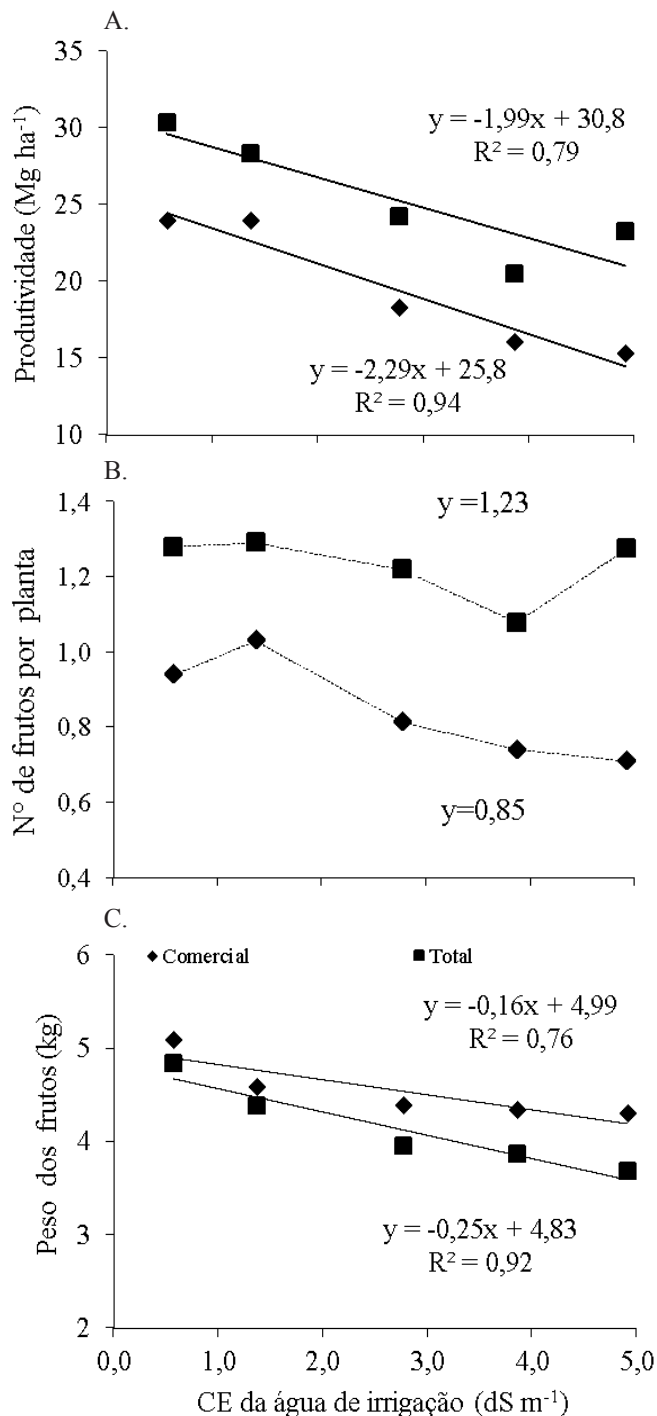 A.
35
30
25
20
15
10
Produtividade (Mg ha⁻¹)
y = -1,99x + 30,8
R² = 0,79
y = -2,29x + 25,8
R² = 0,94
B.
1,4
1,2
1,0
0,8
0,6
0,4
N° de frutos por planta
y =1,23
y=0,85
C.
6
5
4
3
2
Peso dos frutos (kg)
Comercial
Total
y = -0,16x + 4,99
R² = 0,76
y = -0,25x + 4,83
R² = 0,92
0,0 1,0 2,0 3,0 4,0 5,0
CE da água de irrigação (dS m⁻¹)